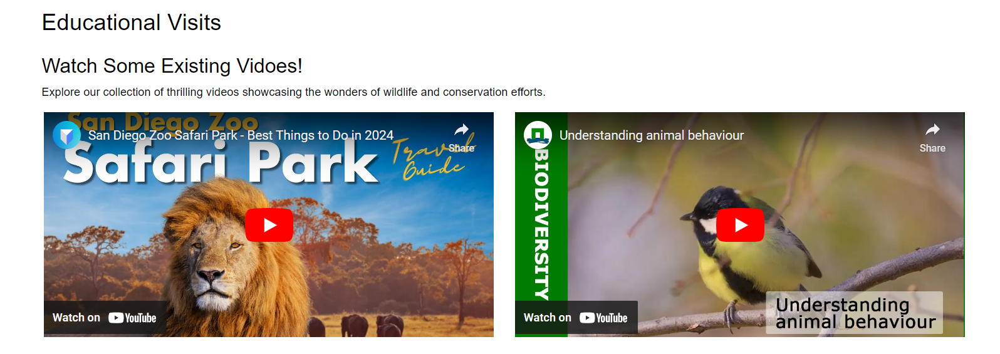 Educational Visits
Watch Some Existing Vidoes!
Explore our collection of thrilling videos showcasing the wonders of wildlife and conservation efforts.
San Diego Zoo
San Diego Zoo Safari Park - Best Things to Do in 2024
Share
Safari Park
Travel
Guide
Watch on YouTube
Understanding animal behaviour
Share
BIODIVERSITY
Understanding
animal behaviour
Watch on YouTube